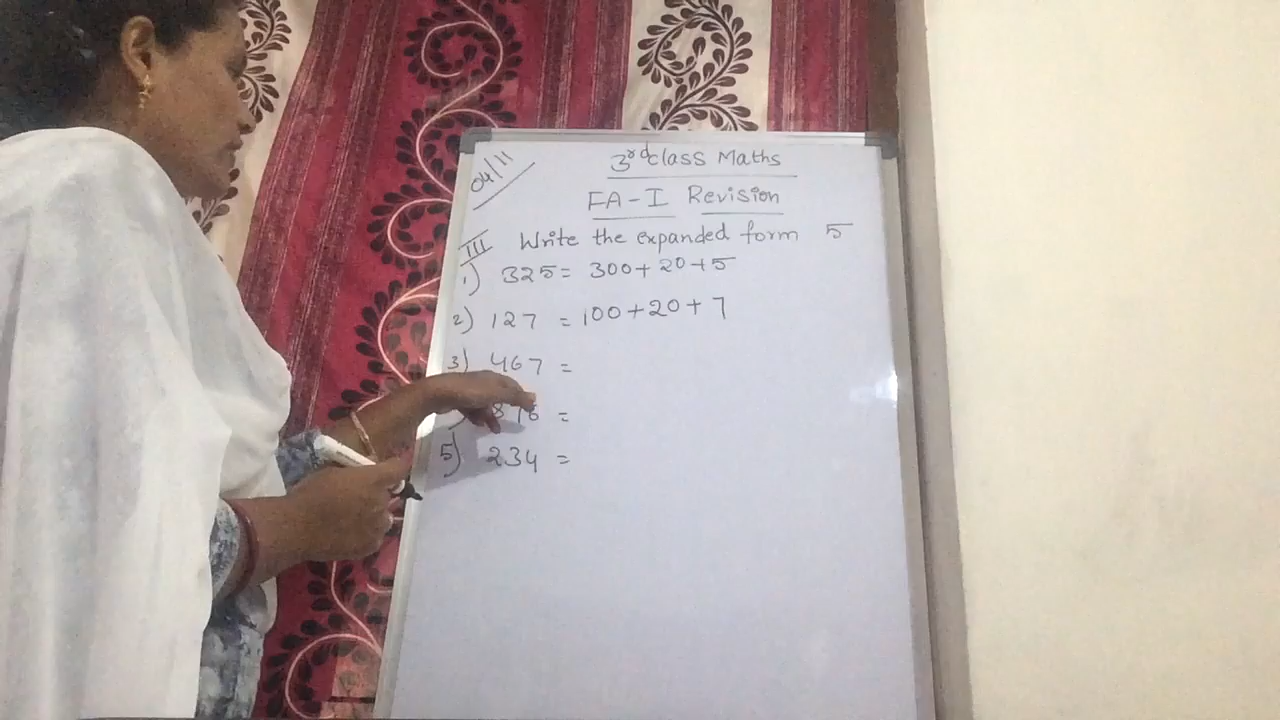 04/11
3rd class Maths
FA-I Revision
III Write the expanded form 5
1) 325 = 300+20+5
2) 127 = 100+20+7
3) 467 =
=
5) 234 =